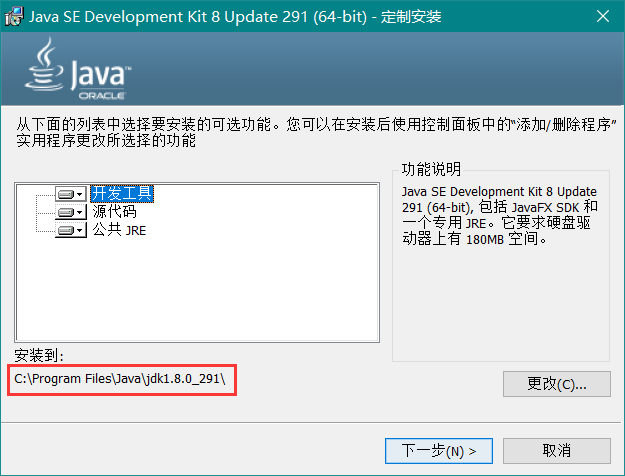 Java SE Development Kit 8 Update 291 (64-bit) - 定制安装
Java™
ORACLE
从下面的列表中选择要安装的可选功能。您可以在安装后使用控制面板中的“添加/删除程序”
实用程序更改所选择的功能
开发工具
源代码
公共 JRE
功能说明
Java SE Development Kit 8 Update
291 (64-bit), 包括 JavaFX SDK 和
一个专用 JRE。它要求硬盘驱
动器上有 180MB 空间。
安装到:
C:\Program Files\Java\jdk1.8.0_291\
更改(C)...
下一步(N) >
取消